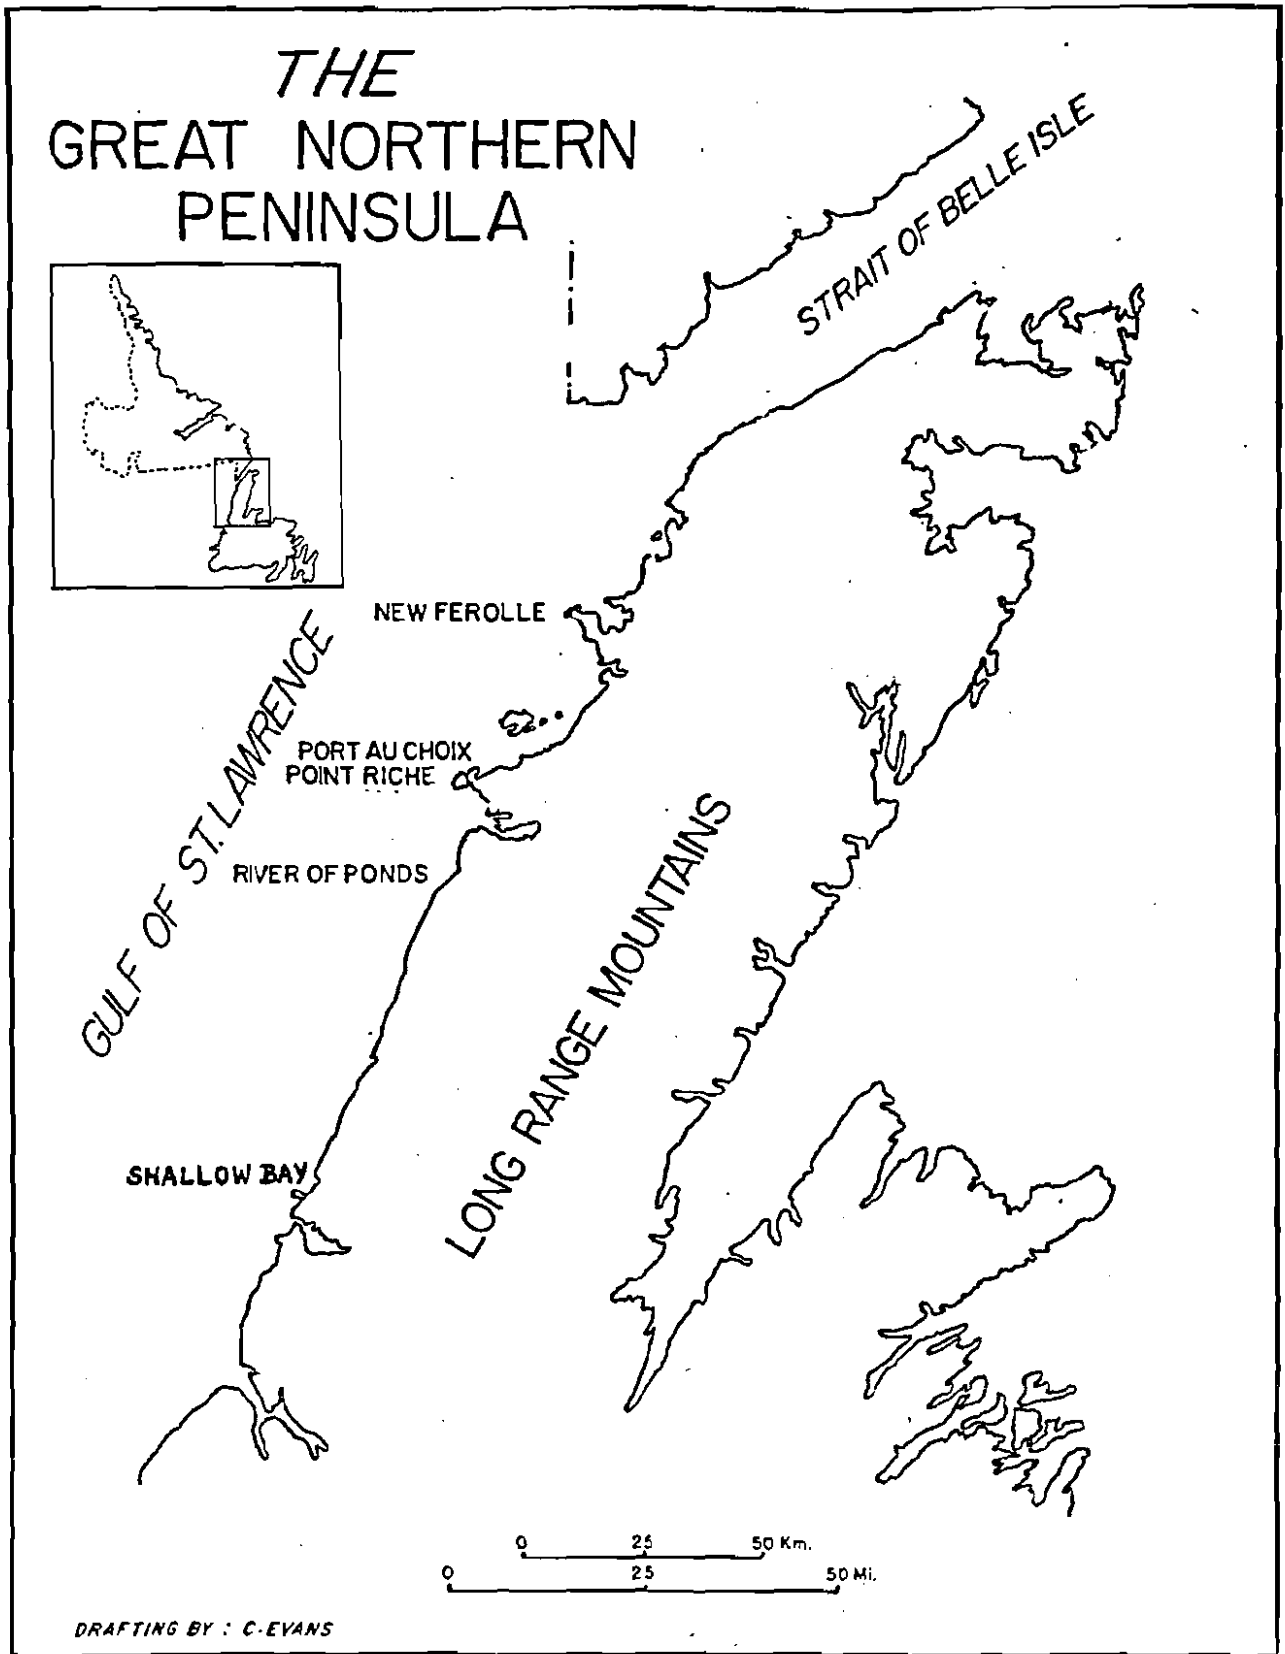 THE
GREAT NORTHERN
PENINSULA
STRAIT OF BELLE ISLE
NEW FEROLLE
GULF OF ST. LAWRENCE
PORT AU CHOIX
POINT RICHE
RIVER OF PONDS
LONG RANGE MOUNTAINS
SHALLOW BAY
0 25 50 Km.
0 25 50 Mi.
DRAFTING BY : C. EVANS